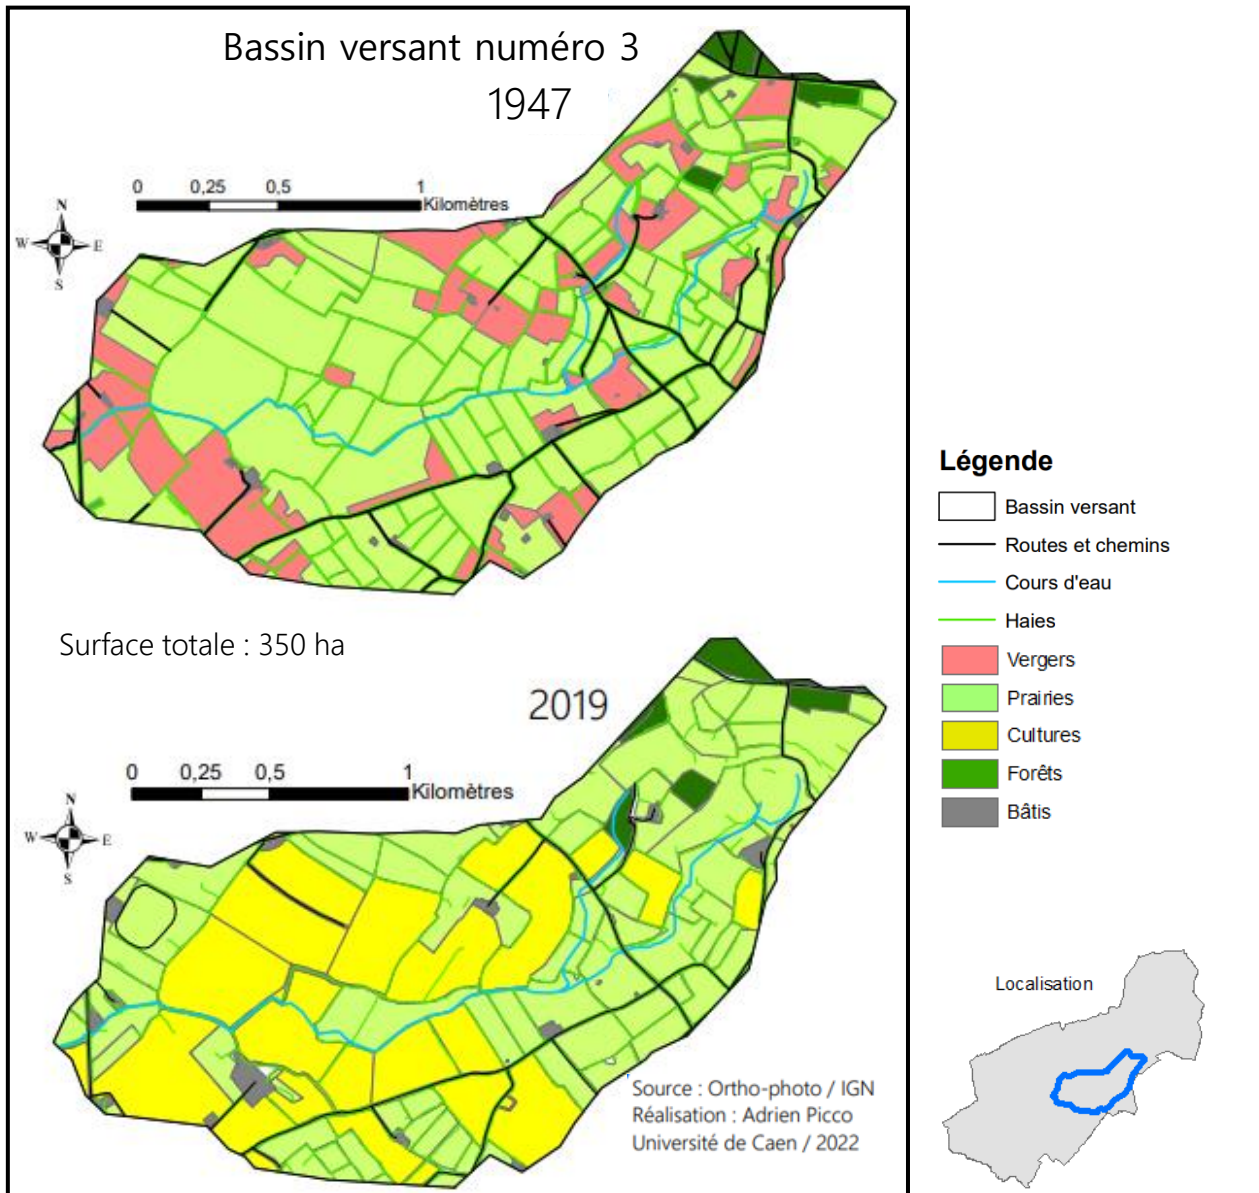 Bassin versant numéro 3
1947
0 0,25 0,5 1
Kilomètres
N
W E
S
Surface totale : 350 ha
2019
0 0,25 0,5 1
Kilomètres
N
W E
S
Source : Ortho-photo / IGN
Réalisation : Adrien Picco
Université de Caen / 2022
Légende
Bassin versant
Routes et chemins
Cours d'eau
Haies
Vergers
Prairies
Cultures
Forêts
Bâtis
Localisation